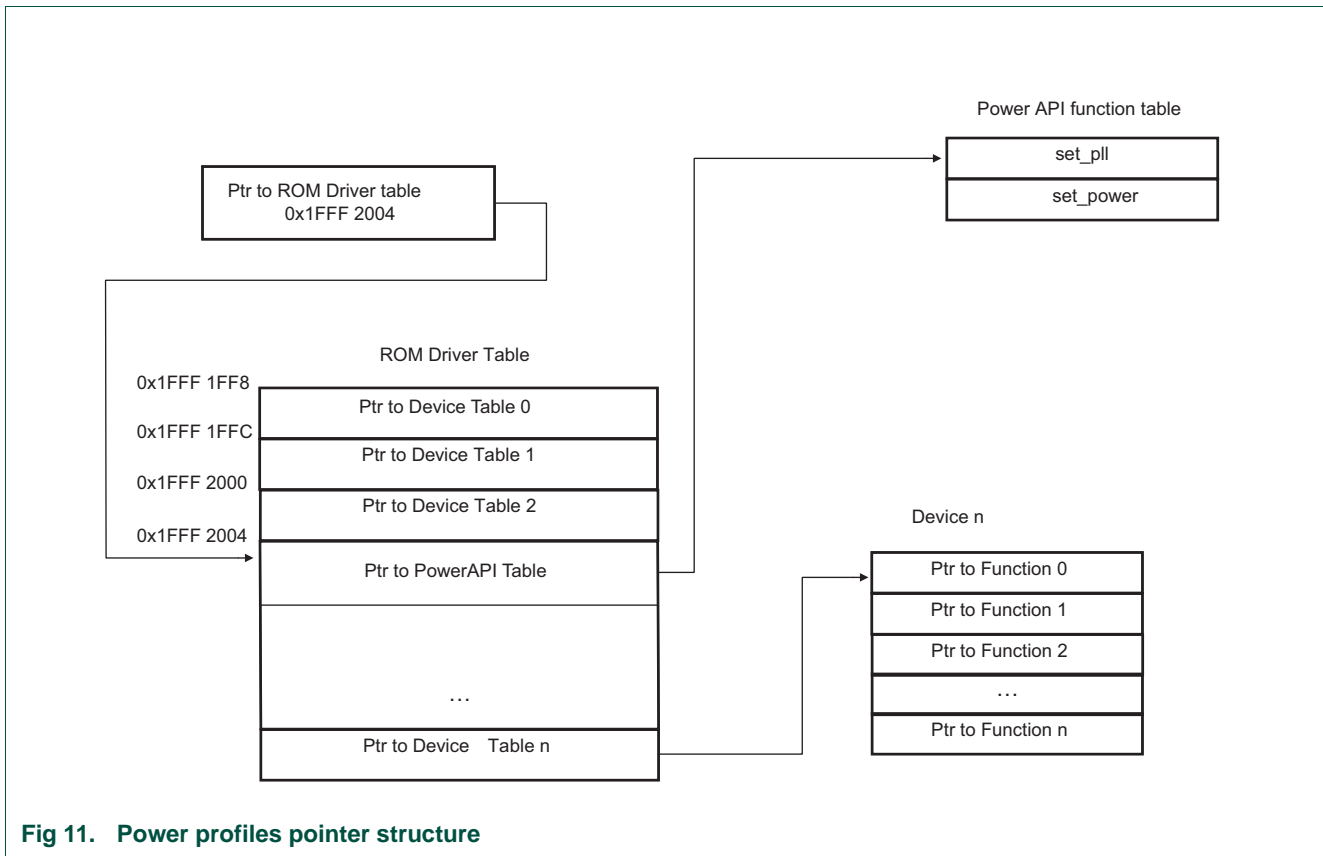 Power API function table
set_pll
set_power
Ptr to ROM Driver table
0x1FFF 2004
ROM Driver Table
0x1FFF 1FF8
Ptr to Device Table 0
0x1FFF 1FFC
Ptr to Device Table 1
0x1FFF 2000
Ptr to Device Table 2
0x1FFF 2004
Ptr to PowerAPI Table
…
Ptr to Device Table n
Device n
Ptr to Function 0
Ptr to Function 1
Ptr to Function 2
…
Ptr to Function n
Fig 11. Power profiles pointer structure